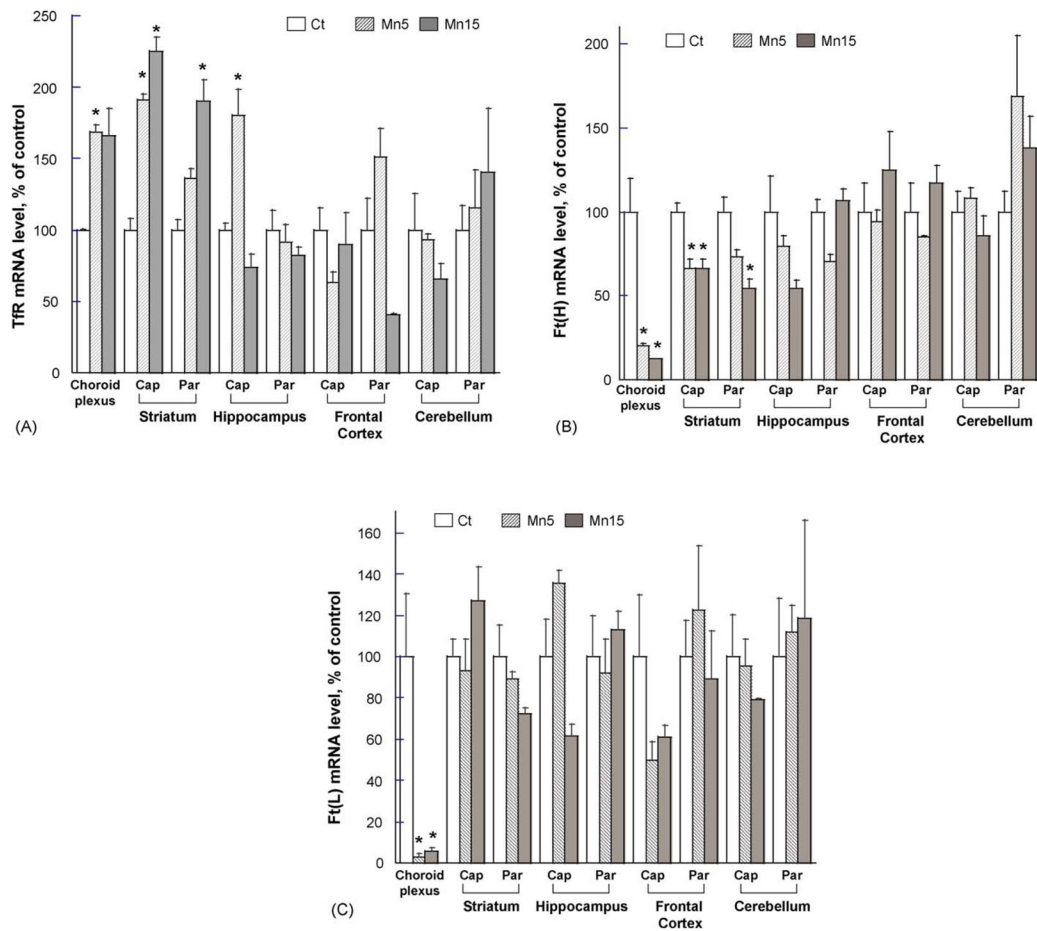 Ct Mn5 Mn15
TfR mRNA level, % of control
250
200
150
100
50
0
* * * * *
Choroid plexus Cap Par Cap Par Cap Par Cap Par
Striatum Hippocampus Frontal Cortex Cerebellum
(A)
Ct Mn5 Mn15
Ft(H) mRNA level, % of control
200
150
100
50
0
* * * * *
Choroid plexus Cap Par Cap Par Cap Par Cap Par
Striatum Hippocampus Frontal Cortex Cerebellum
(B)
Ct Mn5 Mn15
Ft(L) mRNA level, % of control
160
140
120
100
80
60
40
20
0
* *
Choroid plexus Cap Par Cap Par Cap Par Cap Par
Striatum Hippocampus Frontal Cortex Cerebellum
(C)